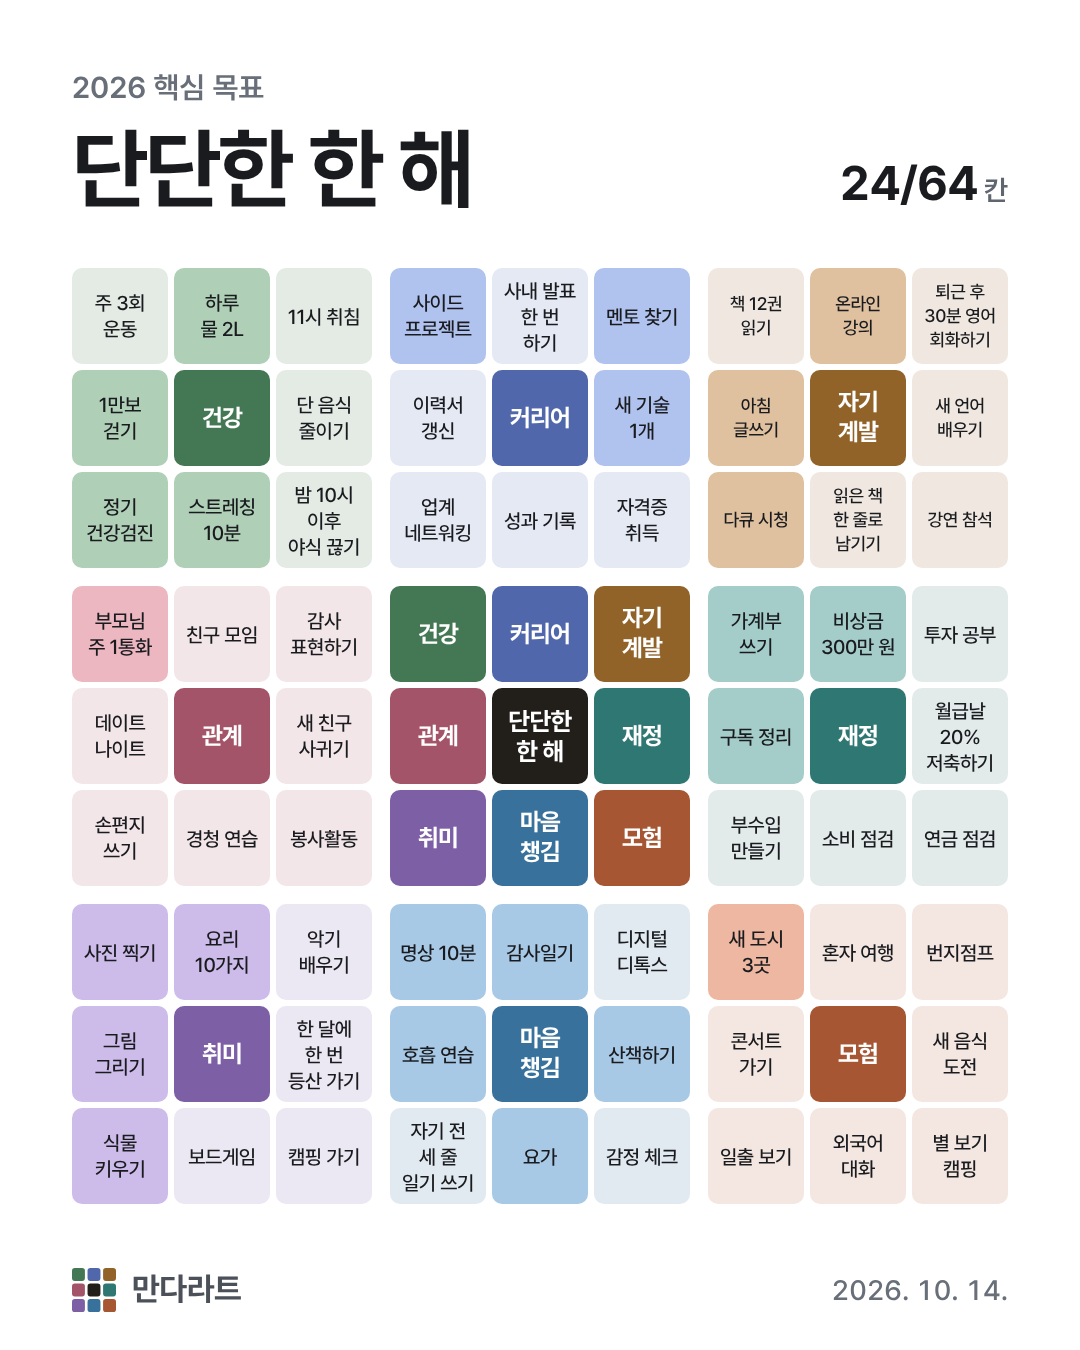 2026 핵심 목표
단단한 한 해
24/64 칸
주 3회
운동
하루
물 2L
11시 취침
1만보
걷기
건강
단 음식
줄이기
정기
건강검진
스트레칭
10분
밤 10시
이후
야식 끊기
사이드
프로젝트
사내 발표
한 번
하기
멘토 찾기
이력서
갱신
커리어
새 기술
1개
업계
네트워킹
성과 기록
자격증
취득
책 12권
읽기
온라인
강의
퇴근 후
30분 영어
회화하기
아침
글쓰기
자기
계발
새 언어
배우기
다큐 시청
읽은 책
한 줄로
남기기
강연 참석
부모님
주 1통화
친구 모임
감사
표현하기
데이트
나이트
관계
새 친구
사귀기
손편지
쓰기
경청 연습
봉사활동
건강
커리어
자기
계발
관계
단단한
한 해
재정
취미
마음
챙김
모험
가계부
쓰기
비상금
300만 원
투자 공부
구독 정리
재정
월급날
20%
저축하기
부수입
만들기
소비 점검
연금 점검
사진 찍기
요리
10가지
악기
배우기
그림
그리기
취미
한 달에
한 번
등산 가기
식물
키우기
보드게임
캠핑 가기
명상 10분
감사일기
디지털
디톡스
호흡 연습
마음
챙김
산책하기
자기 전
세 줄
일기 쓰기
요가
감정 체크
새 도시
3곳
혼자 여행
번지점프
콘서트
가기
모험
새 음식
도전
일출 보기
외국어
대화
별 보기
캠핑
만다라트
2026. 10. 14.